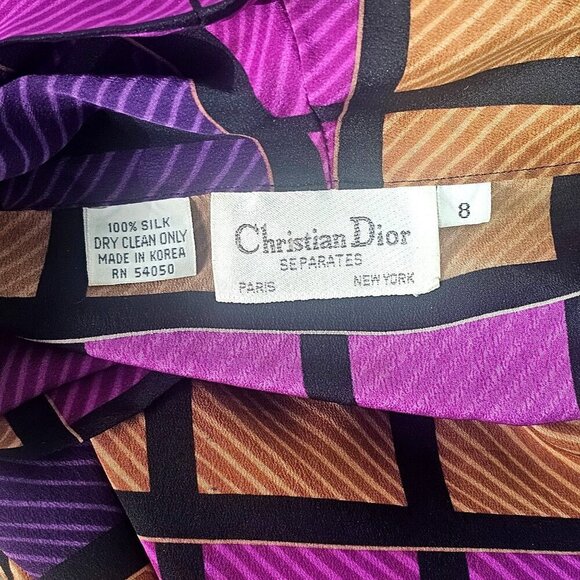 100% SILK
DRY CLEAN ONLY
MADE IN KOREA
RN 54050
Christian Dior
SEPARATES
PARIS NEW YORK
8